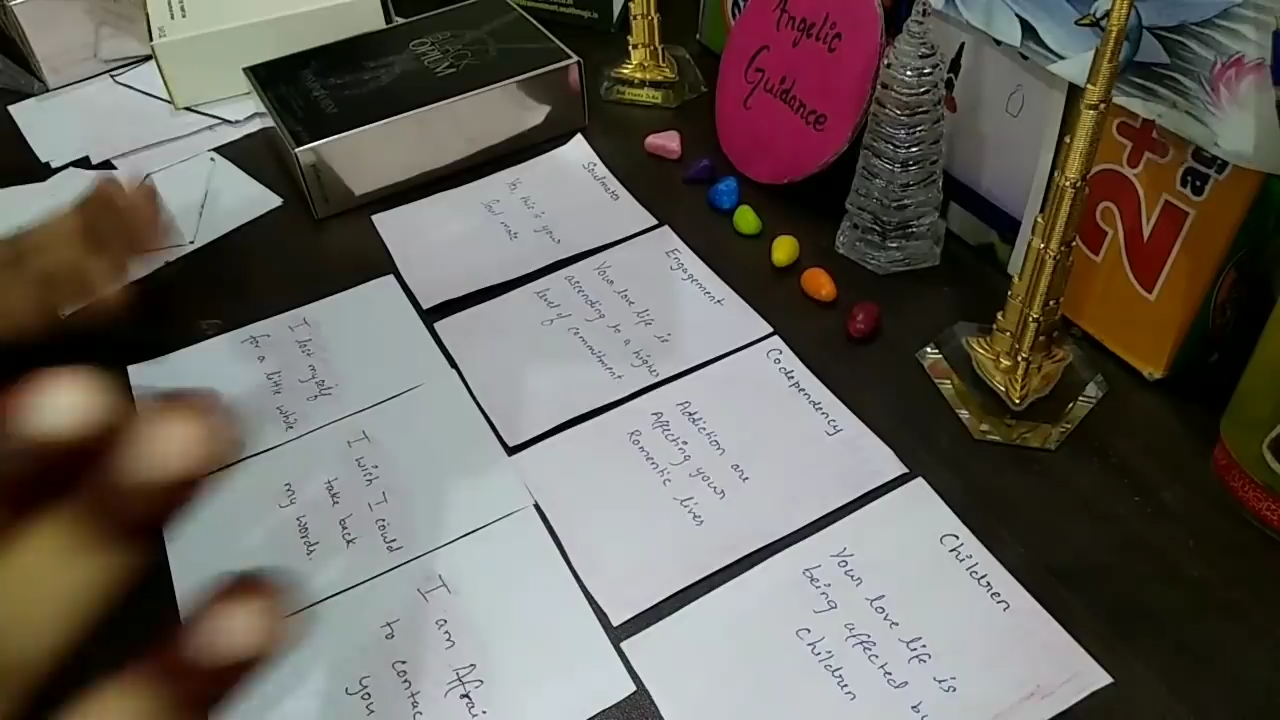 OPIUM
Angelic
Guidance
+2
Soulmate
Yes this is your
Soul mate
Engagement
Your love life is
ascending to a higher
level of commitment
Codependency
Addiction are
Affecting your
Romentic lives
Children
Your love life is
being affected by
children
I lost myself
for a little while
I wish I could
take back
my words.
I am Afrai
to contac
you